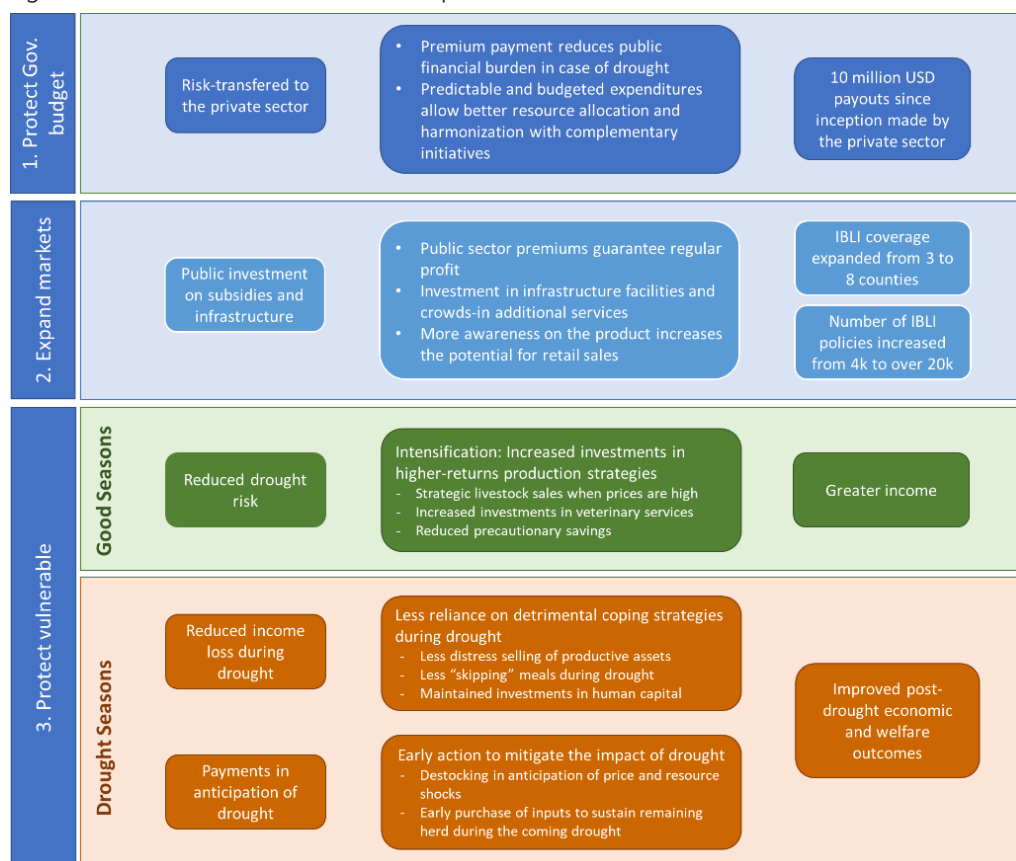 1. Protect Gov.
budget
Risk-transfered to
the private sector
• Premium payment reduces public
financial burden in case of drought
• Predictable and budgeted expenditures
allow better resource allocation and
harmonization with complementary
initiatives
10 million USD
payouts since
inception made by
the private sector
2. Expand markets
Public investment
on subsidies and
infrastructure
• Public sector premiums guarantee regular
profit
• Investment in infrastructure facilities and
crowds-in additional services
• More awareness on the product increases
the potential for retail sales
IBLI coverage
expanded from 3 to
8 counties
Number of IBLI
policies increased
from 4k to over 20k
3. Protect vulnerable
Good Seasons
Reduced drought
risk
Intensification: Increased investments in
higher-returns production strategies
- Strategic livestock sales when prices are high
- Increased investments in veterinary services
- Reduced precautionary savings
Greater income
Drought Seasons
Reduced income
loss during
drought
Less reliance on detrimental coping strategies
during drought
- Less distress selling of productive assets
- Less “skipping” meals during drought
- Maintained investments in human capital
Payments in
anticipation of
drought
Early action to mitigate the impact of drought
- Destocking in anticipation of price and resource
shocks
- Early purchase of inputs to sustain remaining
herd during the coming drought
Improved post-
drought economic
and welfare
outcomes